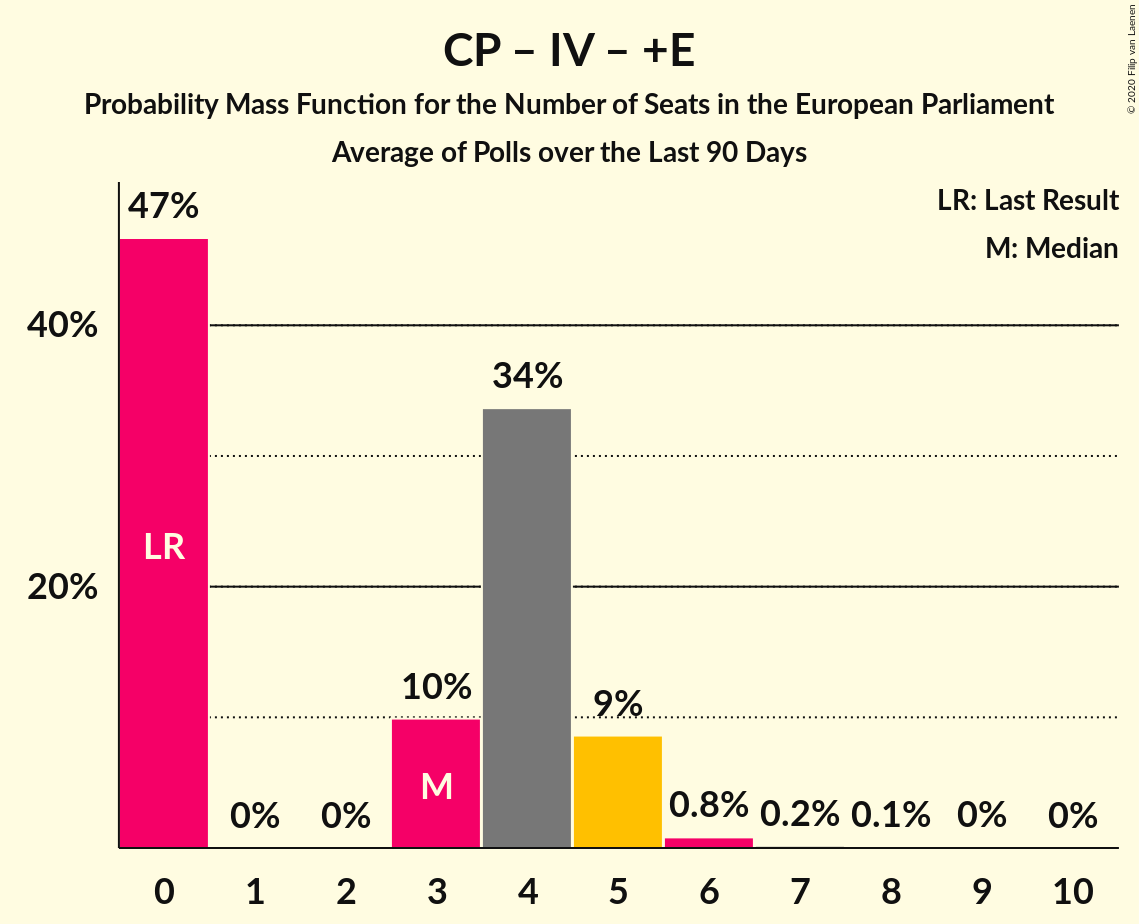 CP – IV – +E
Probability Mass Function for the Number of Seats in the European Parliament
Average of Polls over the Last 90 Days
© 2020 Filip van Laenen
LR: Last Result
M: Median
47%
40%
34%
LR
20%
10%
9%
M
0% 0% 0.8% 0.2% 0.1% 0% 0%
0 1 2 3 4 5 6 7 8 9 10